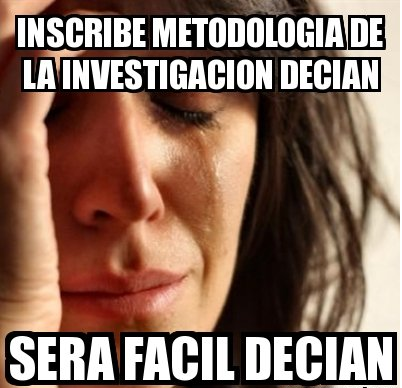 INSCRIBE METODOLOGIA DE
LA INVESTIGACION DECIAN
SERA FACIL DECIAN